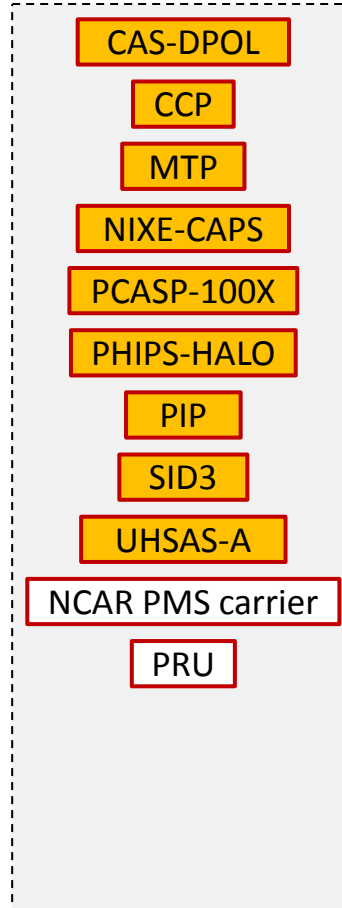 CAS-DPOL
CCP
MTP
NIXE-CAPS
PCASP-100X
PHIPS-HALO
PIP
SID3
UHSAS-A
NCAR PMS carrier
PRU